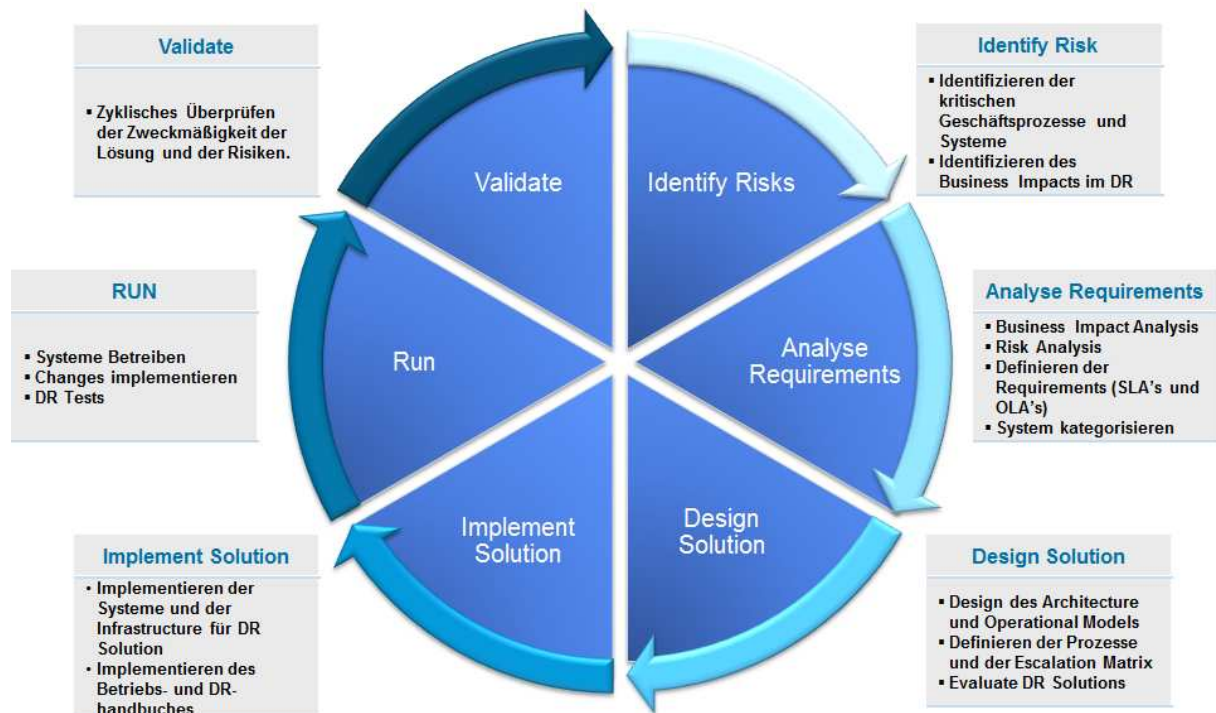 Validate
▪ Zyklisches Überprüfen
der Zweckmäßigkeit der
Lösung und der Risiken.
RUN
▪ Systeme Betreiben
▪ Changes implementieren
▪ DR Tests
Implement Solution
• Implementieren der
Systeme und der
Infrastructure für DR
Solution
• Implementieren des
Betriebs- und DR-
handbuches
Validate
Identify Risks
Run
Analyse
Requirements
Implement
Solution
Design
Solution
Identify Risk
▪ Identifizieren der
kritischen
Geschäftsprozesse und
Systeme
▪ Identifizieren des
Business Impacts im DR
Analyse Requirements
▪ Business Impact Analysis
▪ Risk Analysis
▪ Definieren der
Requirements (SLA's und
OLA's)
▪ System kategorisieren
Design Solution
▪ Design des Architecture
und Operational Models
▪ Definieren der Prozesse
und der Escalation Matrix
▪ Evaluate DR Solutions